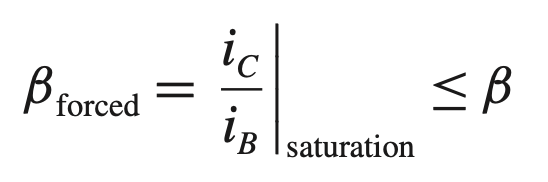 β_forced = i_C / i_B |_saturation ≤ β